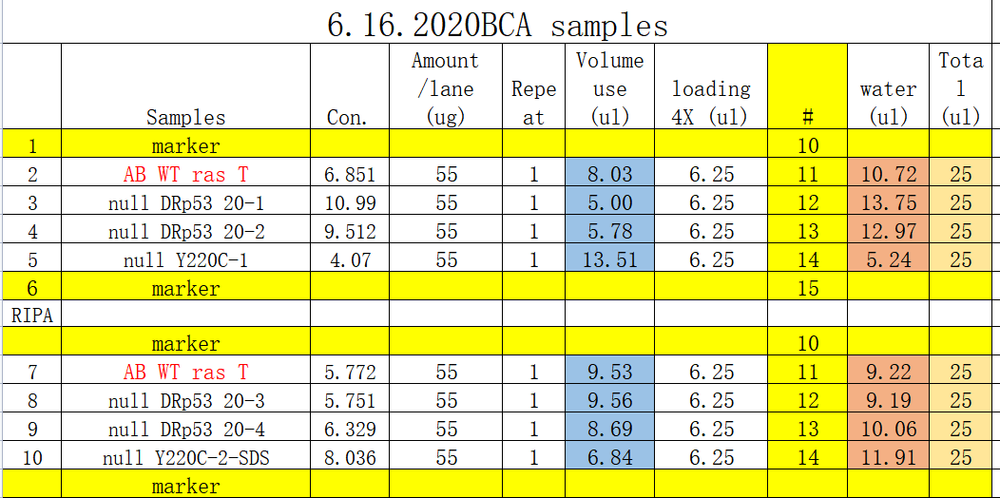 6.16.2020BCA samples
Samples Con. Amount /lane (ug) Repe at Volume use (ul) loading 4X (ul) # water (ul) Tota l (ul)
1 marker 10
2 AB WT ras T 6.851 55 1 8.03 6.25 11 10.72 25
3 null DRp53 20-1 10.99 55 1 5.00 6.25 12 13.75 25
4 null DRp53 20-2 9.512 55 1 5.78 6.25 13 12.97 25
5 null Y220C-1 4.07 55 1 13.51 6.25 14 5.24 25
6 marker 15
RIPA
marker 10
7 AB WT ras T 5.772 55 1 9.53 6.25 11 9.22 25
8 null DRp53 20-3 5.751 55 1 9.56 6.25 12 9.19 25
9 null DRp53 20-4 6.329 55 1 8.69 6.25 13 10.06 25
10 null Y220C-2-SDS 8.036 55 1 6.84 6.25 14 11.91 25
marker